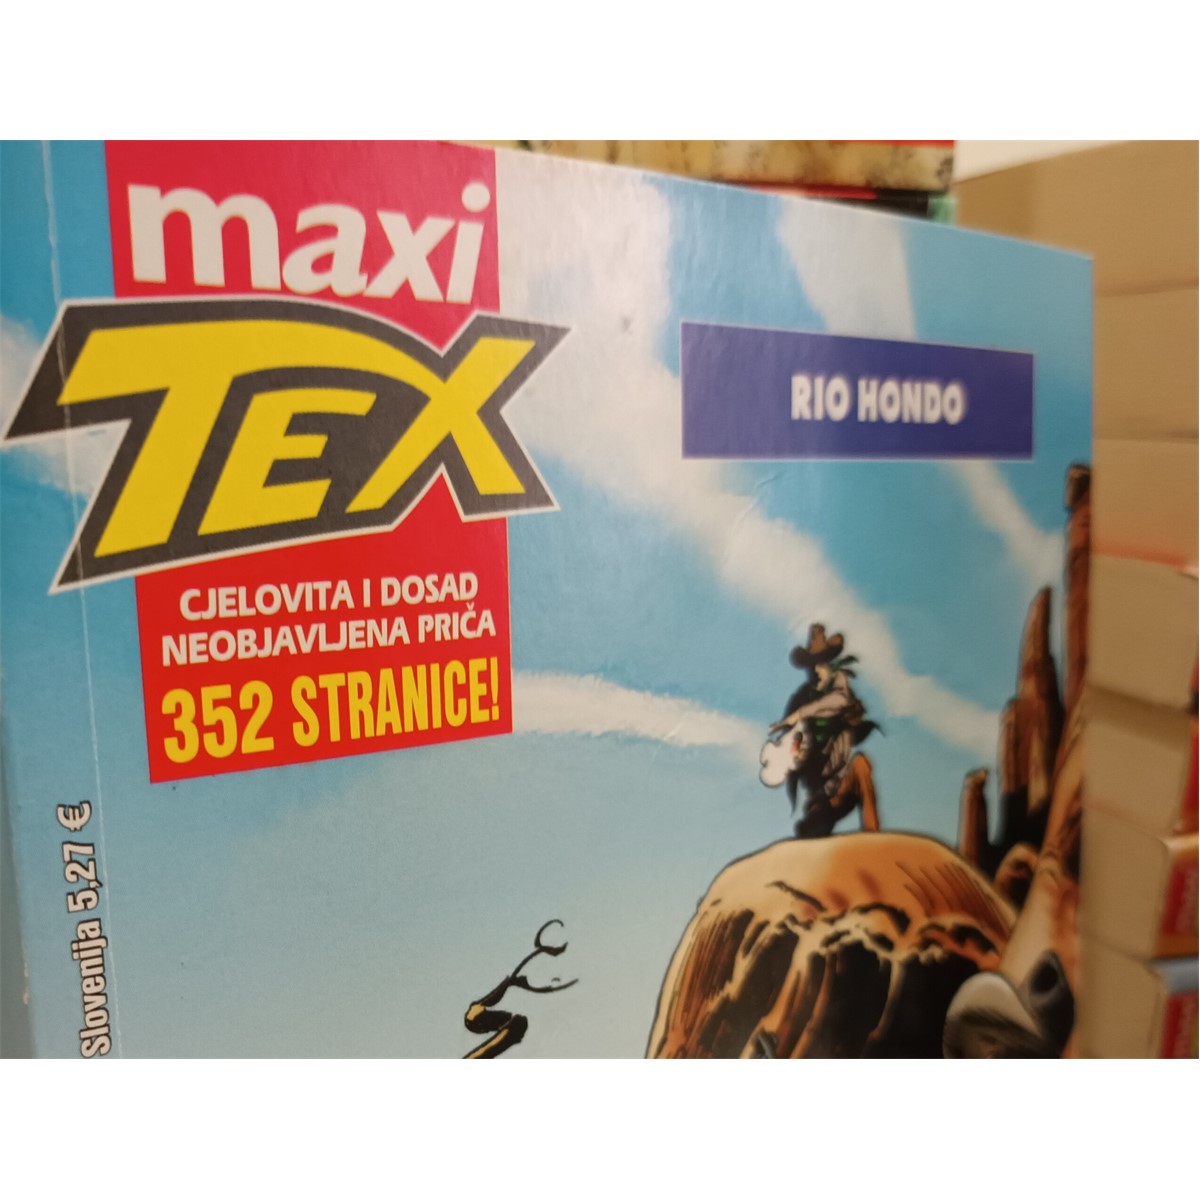 maxi
TEX
RIO HONDO
CJELOVITA I DOSAD
NEOBJAVLJENA PRIČA
352 STRANICE!
Slovenija 5,27 €